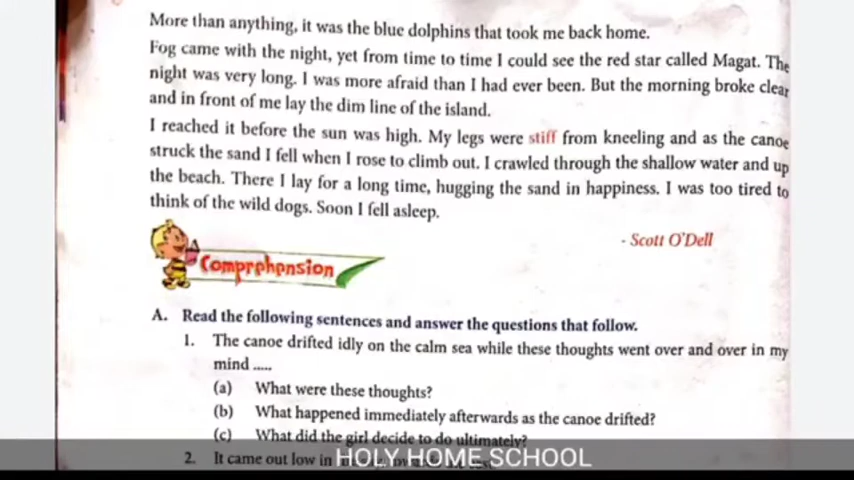 More than anything, it was the blue dolphins that took me back home.
Fog came with the night, yet from time to time I could see the red star called Magat. The
night was very long. I was more afraid than I had ever been. But the morning broke clear
and in front of me lay the dim line of the island.
I reached it before the sun was high. My legs were stiff from kneeling and as the canoe
struck the sand I fell when I rose to climb out. I crawled through the shallow water and up
the beach. There I lay for a long time, hugging the sand in happiness. I was too tired to
think of the wild dogs. Soon I fell asleep.
- Scott O'Dell
Comprehension
A. Read the following sentences and answer the questions that follow.
1. The canoe drifted idly on the calm sea while these thoughts went over and over in my
mind .....
(a) What were these thoughts?
(b) What happened immediately afterwards as the canoe drifted?
(c) What did the girl decide to do ultimately?
2. It came out low in
HOLY HOME SCHOOL